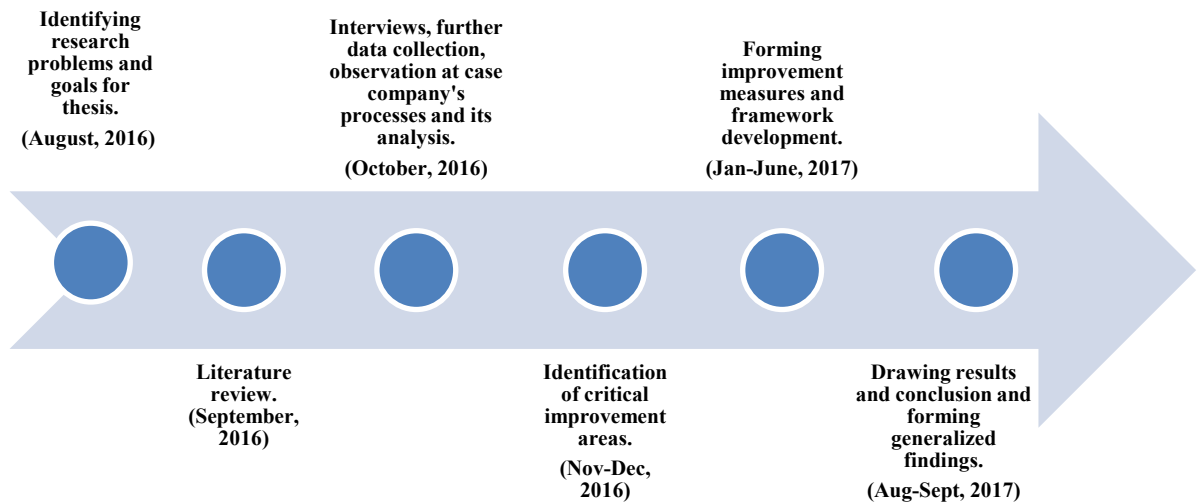 Identifying
research
problems and
goals for
thesis.
(August, 2016)
Literature
review.
(September,
2016)
Interviews, further
data collection,
observation at case
company's
processes and its
analysis.
(October, 2016)
Identification
of critical
improvement
areas.
(Nov-Dec,
2016)
Forming
improvement
measures and
framework
development.
(Jan-June, 2017)
Drawing results
and conclusion and
forming
generalized
findings.
(Aug-Sept, 2017)